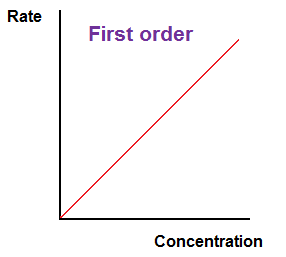 Rate
First order
Concentration